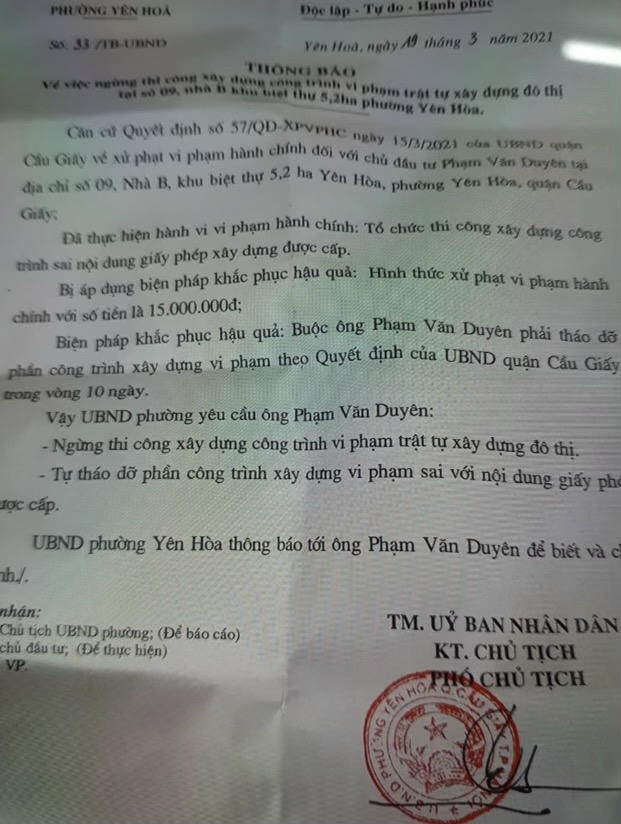 PHƯỜNG YÊN HOÀ
Độc lập - Tự do - Hạnh phúc
Số: 33 /TB-UBND
Yên Hoà, ngày 19 tháng 3 năm 2021
THÔNG BÁO
Về việc ngừng thi công xây dựng công trình vi phạm trật tự xây dựng đô thị
tại số 09, nhà B khu biệt thự 5,2ha phường Yên Hòa.
Căn cứ Quyết định số 57/QĐ-XPVPHC ngày 15/3/2021 của UBND quận
Cầu Giấy về xử phạt vi phạm hành chính đối với chủ đầu tư Phạm Văn Duyên tại
địa chỉ số 09, Nhà B, khu biệt thự 5,2 ha Yên Hòa, phường Yên Hòa, quận Cầu
Giấy;
Đã thực hiện hành vi vi phạm hành chính: Tổ chức thi công xây dựng công
trình sai nội dung giấy phép xây dựng được cấp.
Bị áp dụng biện pháp khắc phục hậu quả: Hình thức xử phạt vi phạm hành
chính với số tiền là 15.000.000đ;
Biện pháp khắc phục hậu quả: Buộc ông Phạm Văn Duyên phải tháo dỡ
phần công trình xây dựng vi phạm theo Quyết định của UBND quận Cầu Giấy
trong vòng 10 ngày.
Vậy UBND phường yêu cầu ông Phạm Văn Duyên:
- Ngừng thi công xây dựng công trình vi phạm trật tự xây dựng đô thị.
- Tự tháo dỡ phần công trình xây dựng vi phạm sai với nội dung giấy phé
ược cấp.
UBND phường Yên Hòa thông báo tới ông Phạm Văn Duyên để biết và c
nh./.
nhận:
Chủ tịch UBND phường; (Để báo cáo)
chủ đầu tư; (Để thực hiện)
VP.
TM. UỶ BAN NHÂN DÂN
KT. CHỦ TỊCH
PHÓ CHỦ TỊCH
U.B.N.D PHƯỜNG YÊN HOÀ Q.CẦU GIẤY T.P HÀ NỘI